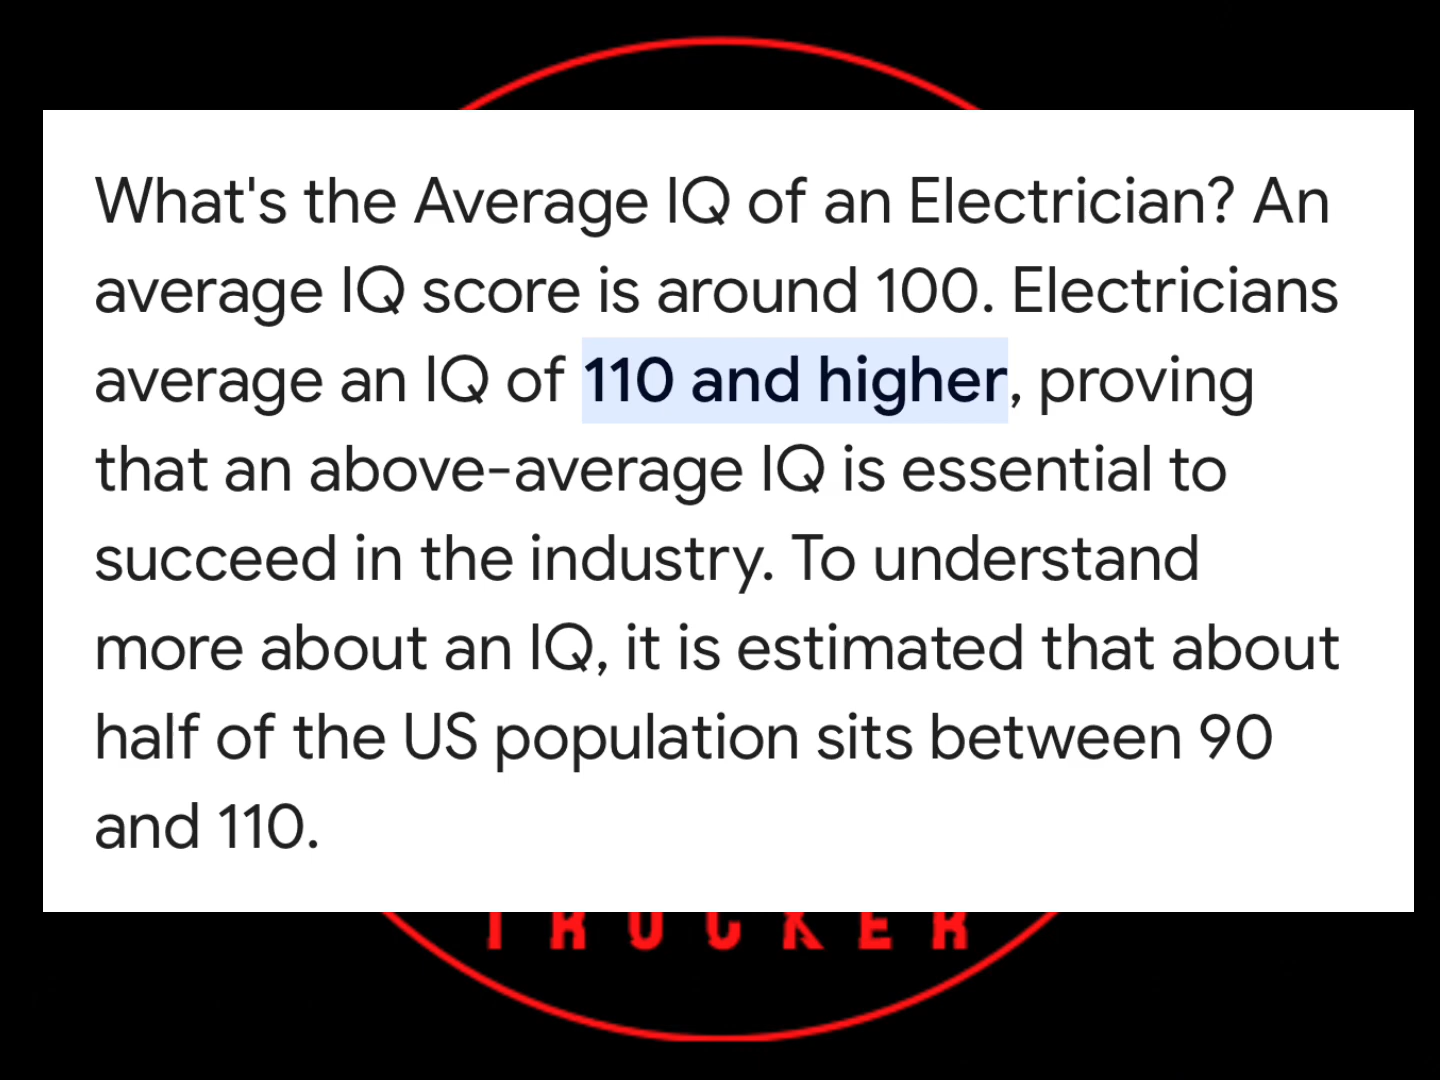 What's the Average IQ of an Electrician? An
average IQ score is around 100. Electricians
average an IQ of 110 and higher, proving
that an above-average IQ is essential to
succeed in the industry. To understand
more about an IQ, it is estimated that about
half of the US population sits between 90
and 110.
TRUCKER